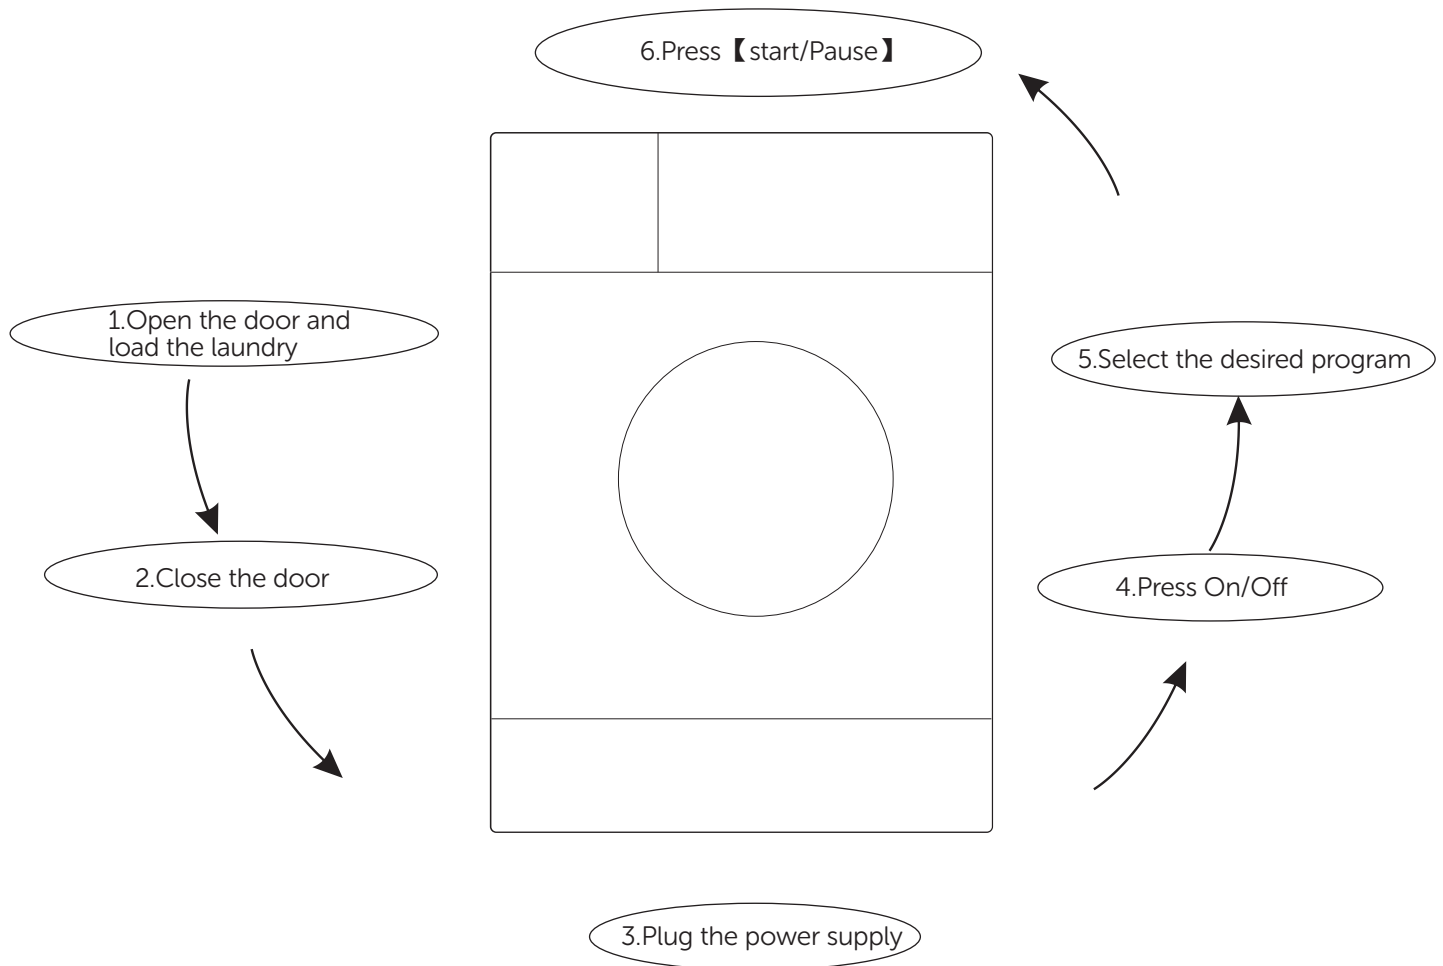 6.Press【start/Pause】
1.Open the door and
load the laundry
5.Select the desired program
2.Close the door
4.Press On/Off
3.Plug the power supply